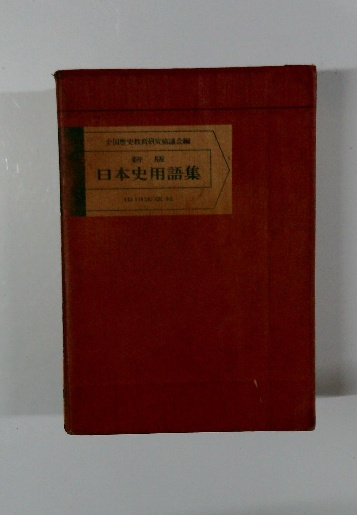 全国歴史教育研究協議会編
新版
日本史用語集